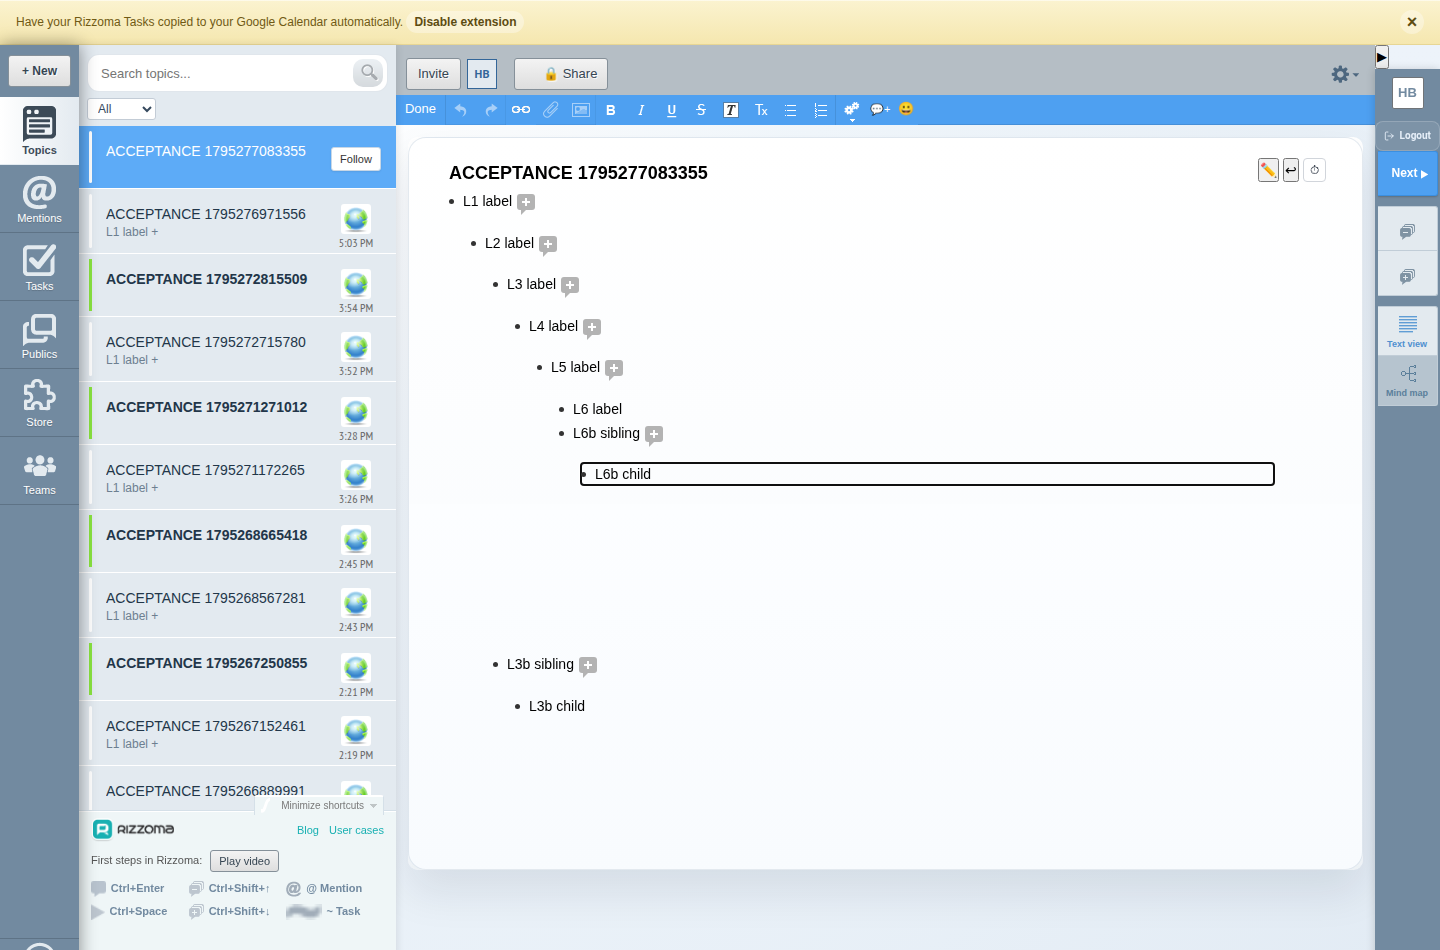 Have your Rizzoma Tasks copied to your Google Calendar automatically. Disable extension ×
+ New
Topics
@
Mentions
Tasks
Publics
Store
Teams
Search topics...
All
ACCEPTANCE 1795277083355
Follow
ACCEPTANCE 1795276971556
L1 label +
5:03 PM
ACCEPTANCE 1795272815509
3:54 PM
ACCEPTANCE 1795272715780
L1 label +
3:52 PM
ACCEPTANCE 1795271271012
3:28 PM
ACCEPTANCE 1795271172265
L1 label +
3:26 PM
ACCEPTANCE 1795268665418
2:45 PM
ACCEPTANCE 1795268567281
L1 label +
2:43 PM
ACCEPTANCE 1795267250855
2:21 PM
ACCEPTANCE 1795267152461
L1 label +
2:19 PM
ACCEPTANCE 1795266889991
Minimize shortcuts
RIZZOMA
Blog User cases
First steps in Rizzoma: Play video
Ctrl+Enter Ctrl+Shift+↑ @ @ Mention
Ctrl+Space Ctrl+Shift+↓ ~ Task
Invite HB 🔒 Share
Done B I U S T Tx
ACCEPTANCE 1795277083355
• L1 label +
• L2 label +
• L3 label +
• L4 label +
• L5 label +
• L6 label
• L6b sibling +
• L6b child
• L3b sibling +
• L3b child
HB
Logout
Next ▶
Text view
Mind map